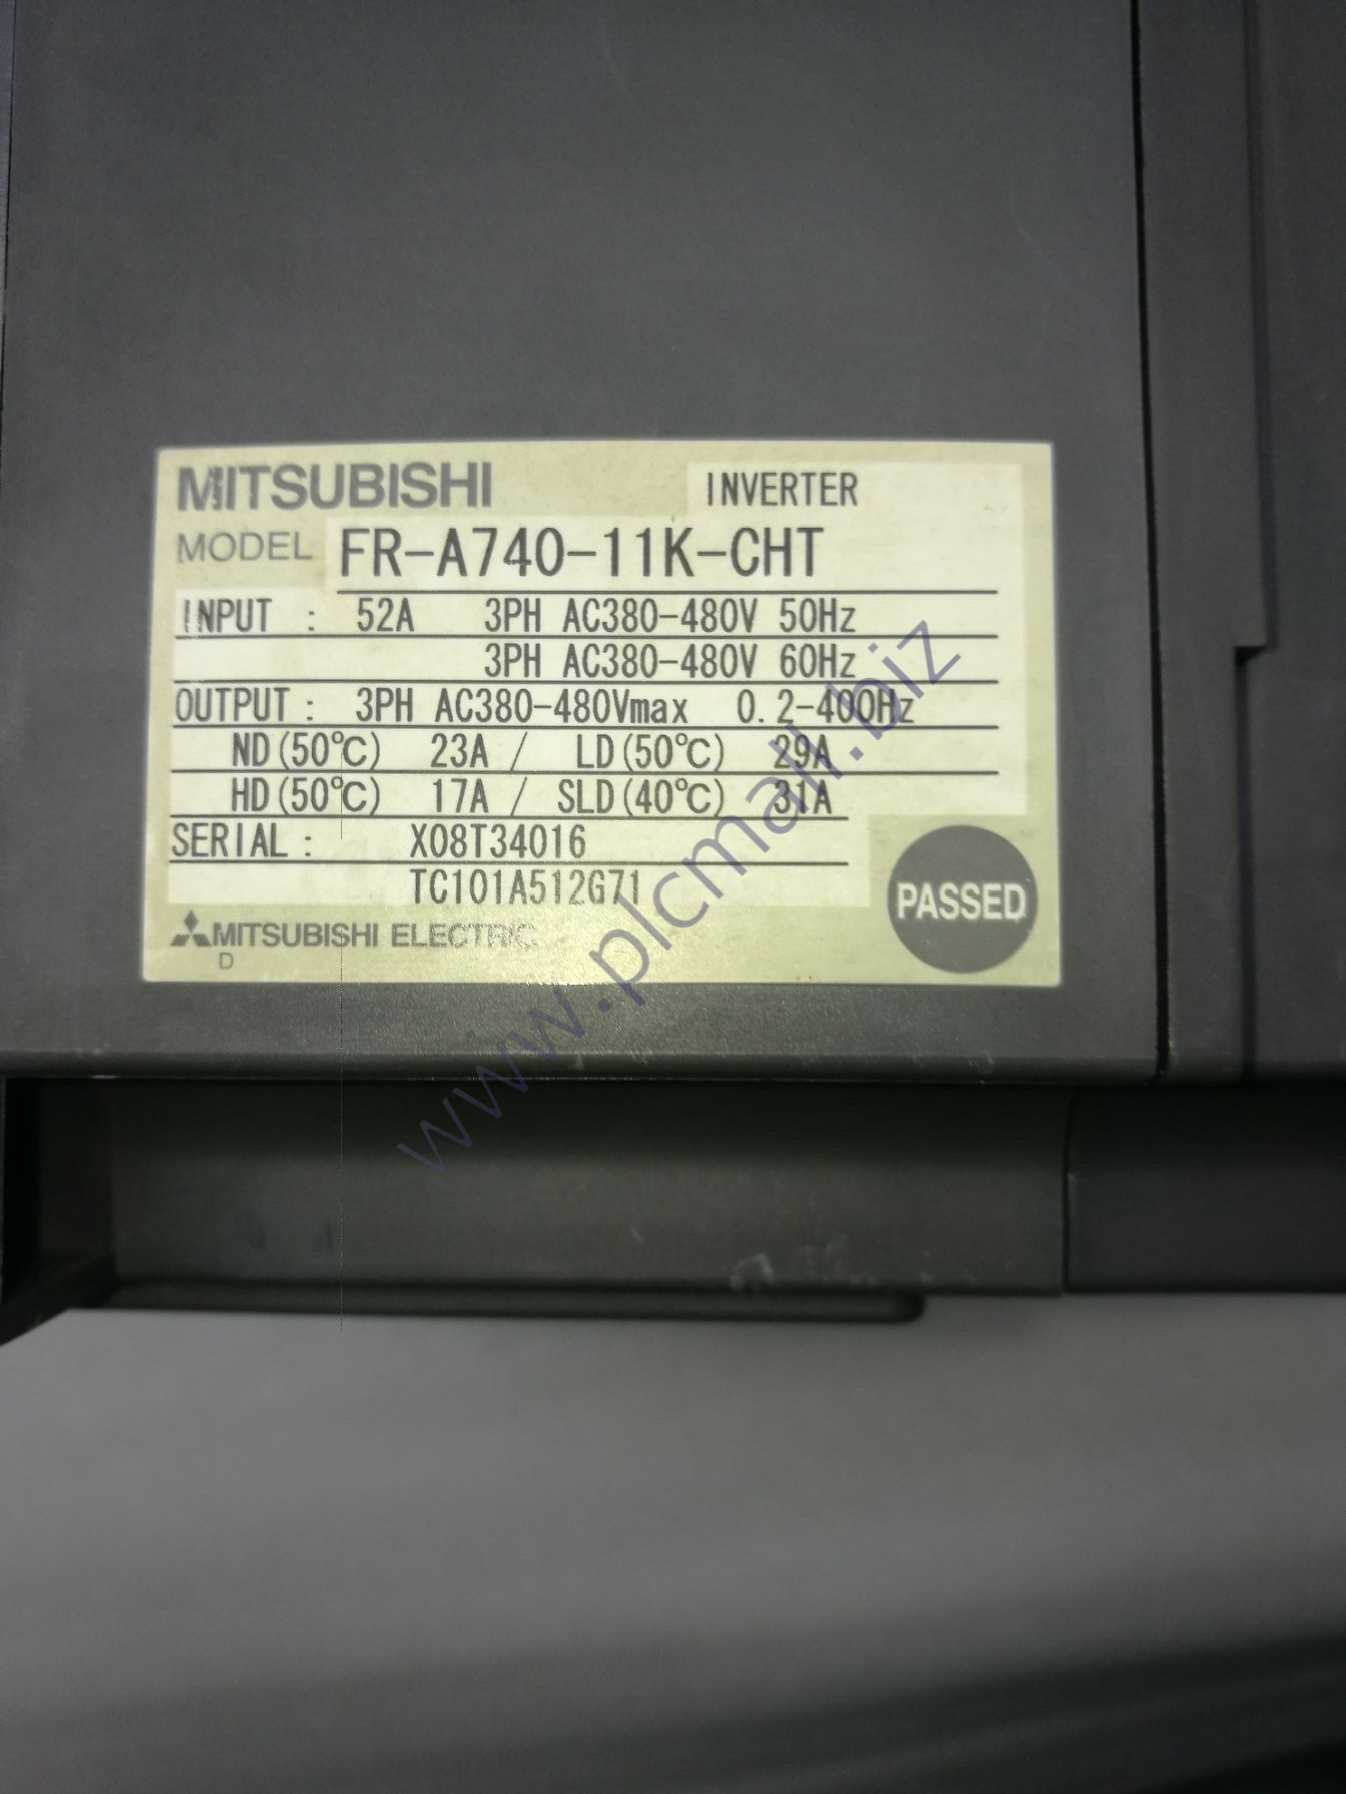 MITSUBISHI INVERTER
MODEL FR-A740-11K-CHT
INPUT : 52A 3PH AC380-480V 50Hz
3PH AC380-480V 60Hz
OUTPUT : 3PH AC380-480Vmax 0.2-400Hz
ND(50℃) 23A / LD(50℃) 29A
HD(50℃) 17A / SLD(40℃) 31A
SERIAL : X08T34016
TC101A512G71
PASSED
MITSUBISHI ELECTRIC
D
www.plcmall.biz